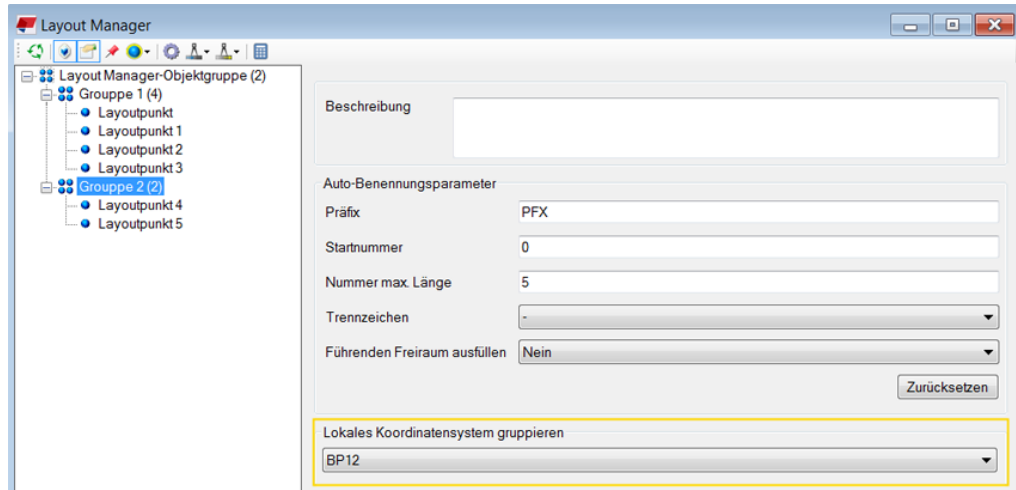 Layout Manager
Layout Manager-Objektgruppe (2)
Grouppe 1 (4)
Layoutpunkt
Layoutpunkt 1
Layoutpunkt 2
Layoutpunkt 3
Grouppe 2 (2)
Layoutpunkt 4
Layoutpunkt 5
Beschreibung
Auto-Benennungsparameter
Präfix PFX
Startnummer 0
Nummer max. Länge 5
Trennzeichen -
Führenden Freiraum ausfüllen Nein
Zurücksetzen
Lokales Koordinatensystem gruppieren
BP12